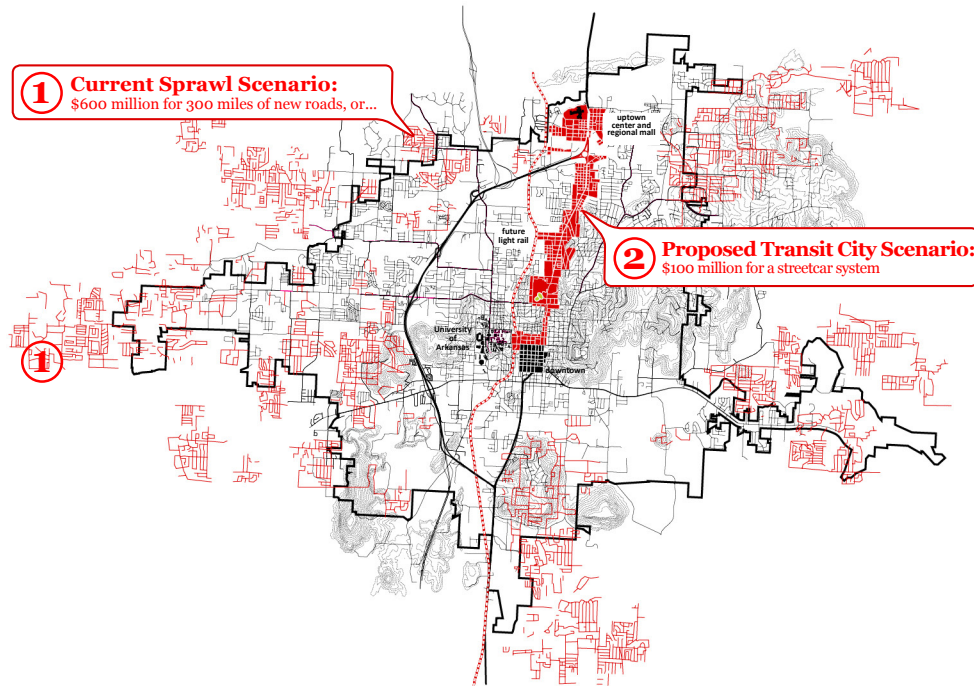 1
Current Sprawl Scenario:
$600 million for 300 miles of new roads, or...
uptown
center and
regional mall
future
light rail
2
Proposed Transit City Scenario:
$100 million for a streetcar system
University
of
Arkansas
1
downtown